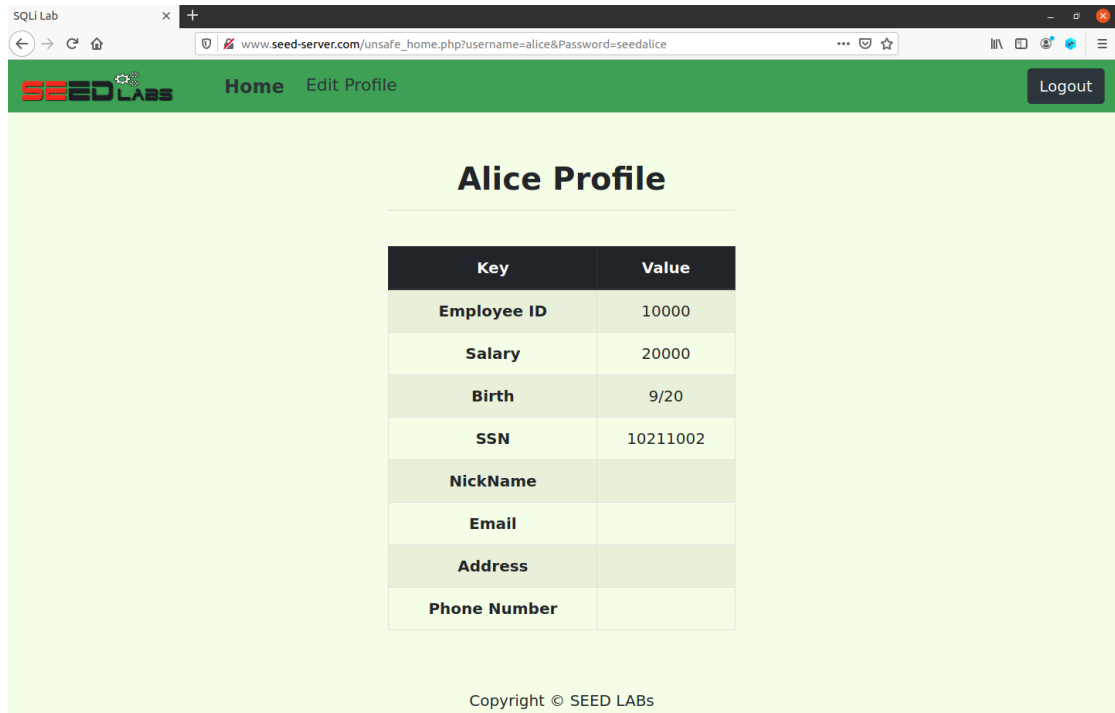 SQLi Lab
www.seed-server.com/unsafe_home.php?username=alice&Password=seedalice
SEED LABS
Home Edit Profile Logout
Alice Profile
Key Value
Employee ID 10000
Salary 20000
Birth 9/20
SSN 10211002
NickName
Email
Address
Phone Number
Copyright © SEED LABs